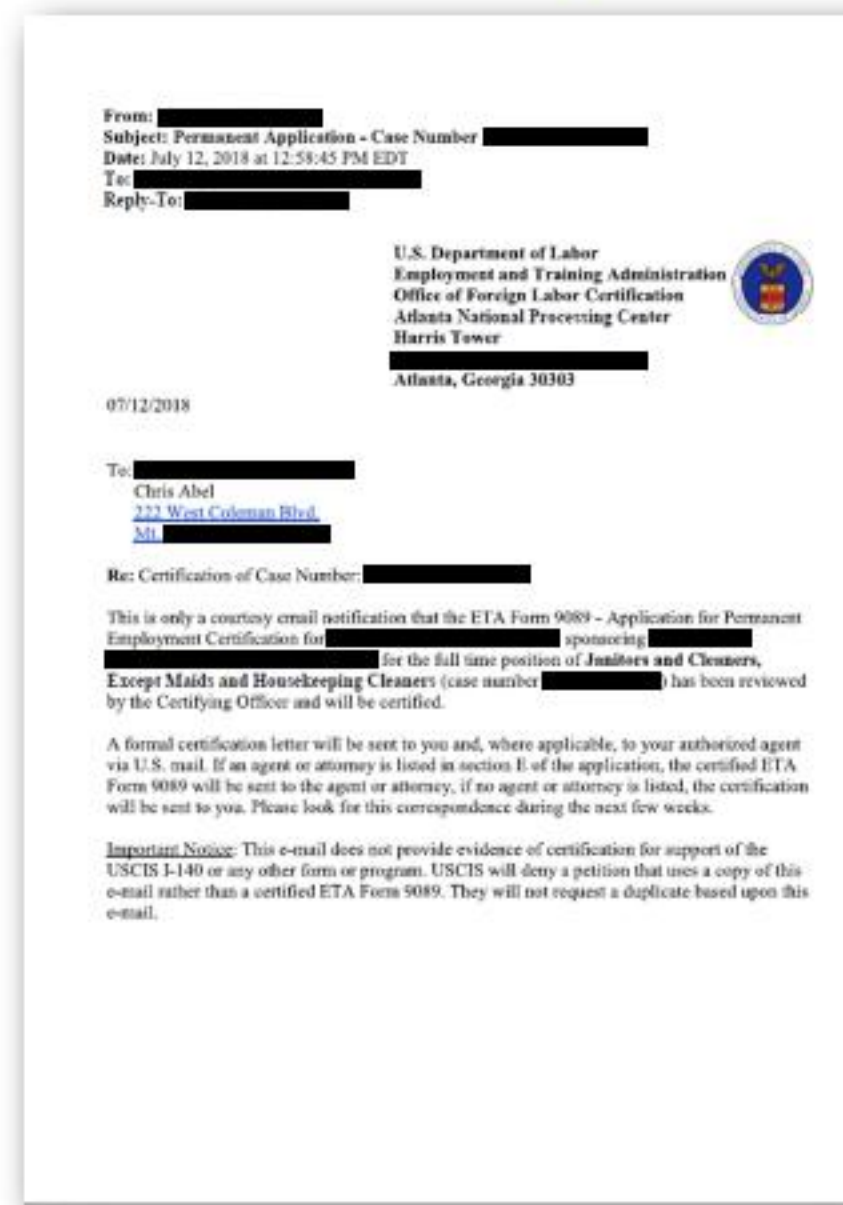 From:
Subject: Permanent Application - Case Number
Date: July 12, 2018 at 12:58:45 PM EDT
To:
Reply-To:
U.S. Department of Labor
Employment and Training Administration
Office of Foreign Labor Certification
Atlanta National Processing Center
Harris Tower
Atlanta, Georgia 30303
07/12/2018
To:
Chris Abel
222 West Coleman Blvd.
Mt.
Re: Certification of Case Number:
This is only a courtesy email notification that the ETA Form 9089 - Application for Permanent
Employment Certification for sponsoring
for the full time position of Janitors and Cleaners,
Except Maids and Housekeeping Cleaners (case number ) has been reviewed
by the Certifying Officer and will be certified.
A formal certification letter will be sent to you and, where applicable, to your authorized agent
via U.S. mail. If an agent or attorney is listed in section E of the application, the certified ETA
Form 9089 will be sent to the agent or attorney, if no agent or attorney is listed, the certification
will be sent to you. Please look for this correspondence during the next few weeks.
Important Notice: This e-mail does not provide evidence of certification for support of the
USCIS I-140 or any other form or program. USCIS will deny a petition that uses a copy of this
e-mail rather than a certified ETA Form 9089. They will not request a duplicate based upon this
e-mail.